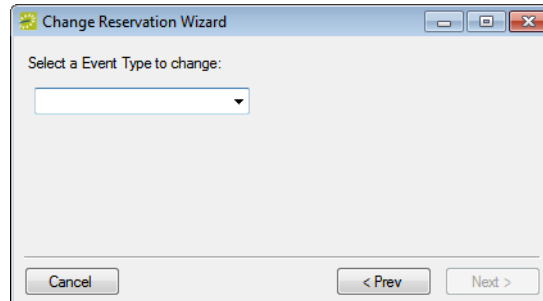 Change Reservation Wizard
Select a Event Type to change:
Cancel
< Prev
Next >